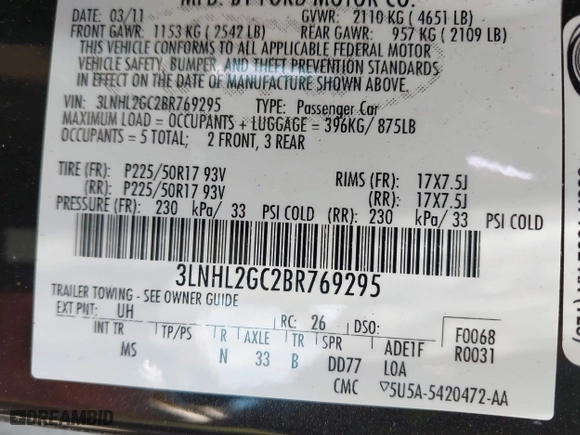 MFD. BY FORD MOTOR CO.
DATE: 03/11 GVWR: 2110 KG (4651 LB)
FRONT GAWR: 1153 KG (2542 LB) REAR GAWR: 957 KG (2109 LB)
THIS VEHICLE CONFORMS TO ALL APPLICABLE FEDERAL MOTOR
VEHICLE SAFETY, BUMPER, AND THEFT PREVENTION STANDARDS
IN EFFECT ON THE DATE OF MANUFACTURE SHOWN ABOVE.
VIN: 3LNHL2GC2BR769295 TYPE: Passenger Car
MAXIMUM LOAD = OCCUPANTS + LUGGAGE = 396KG/875LB
OCCUPANTS = 5 TOTAL; 2 FRONT, 3 REAR
TIRE (FR): P225/50R17 93V RIMS (FR): 17X7.5J
(RR): P225/50R17 93V (RR): 17X7.5J
PRESSURE (FR): 230 kPa/ 33 PSI COLD (RR): 230 kPa/ 33 PSI COLD
3LNHL2GC2BR769295
TRAILER TOWING - SEE OWNER GUIDE
EXT PNT: UH RC: 26 DSO: F0068
INT TR TP/PS R AXLE TR SPR ADE1F R0031
MS N 33 B DD77 LOA
CMC 5U5A-5420472-AA
DREAMBID